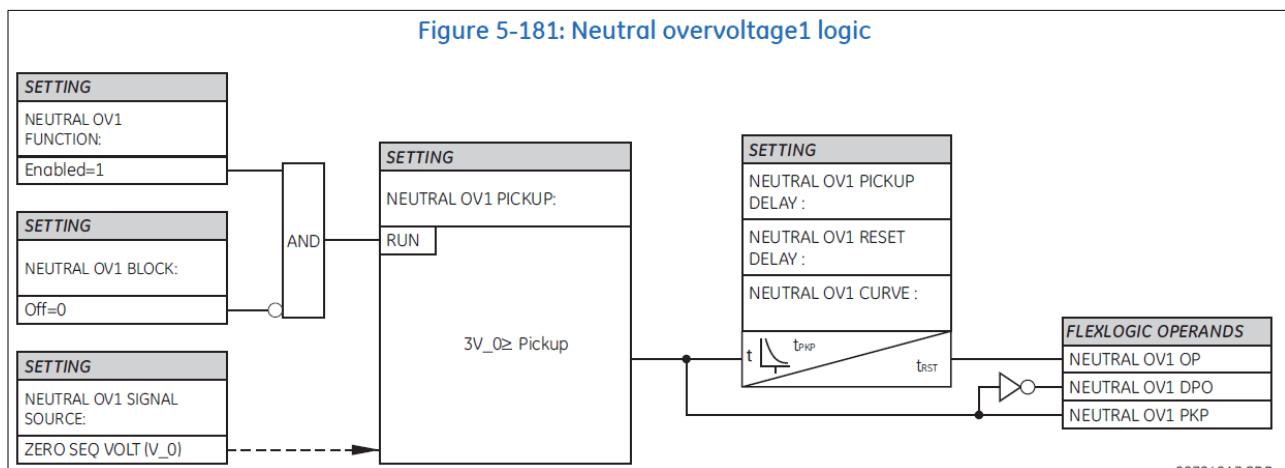 Figure 5-181: Neutral overvoltage1 logic
SETTING
NEUTRAL OV1
FUNCTION:
Enabled=1
SETTING
NEUTRAL OV1 BLOCK:
Off=0
SETTING
NEUTRAL OV1 SIGNAL
SOURCE:
ZERO SEQ VOLT (V_0)
AND
SETTING
NEUTRAL OV1 PICKUP:
RUN
3V_0≥ Pickup
SETTING
NEUTRAL OV1 PICKUP
DELAY :
NEUTRAL OV1 RESET
DELAY :
NEUTRAL OV1 CURVE :
t
tPKP
tRST
FLEXLOGIC OPERANDS
NEUTRAL OV1 OP
NEUTRAL OV1 DPO
NEUTRAL OV1 PKP